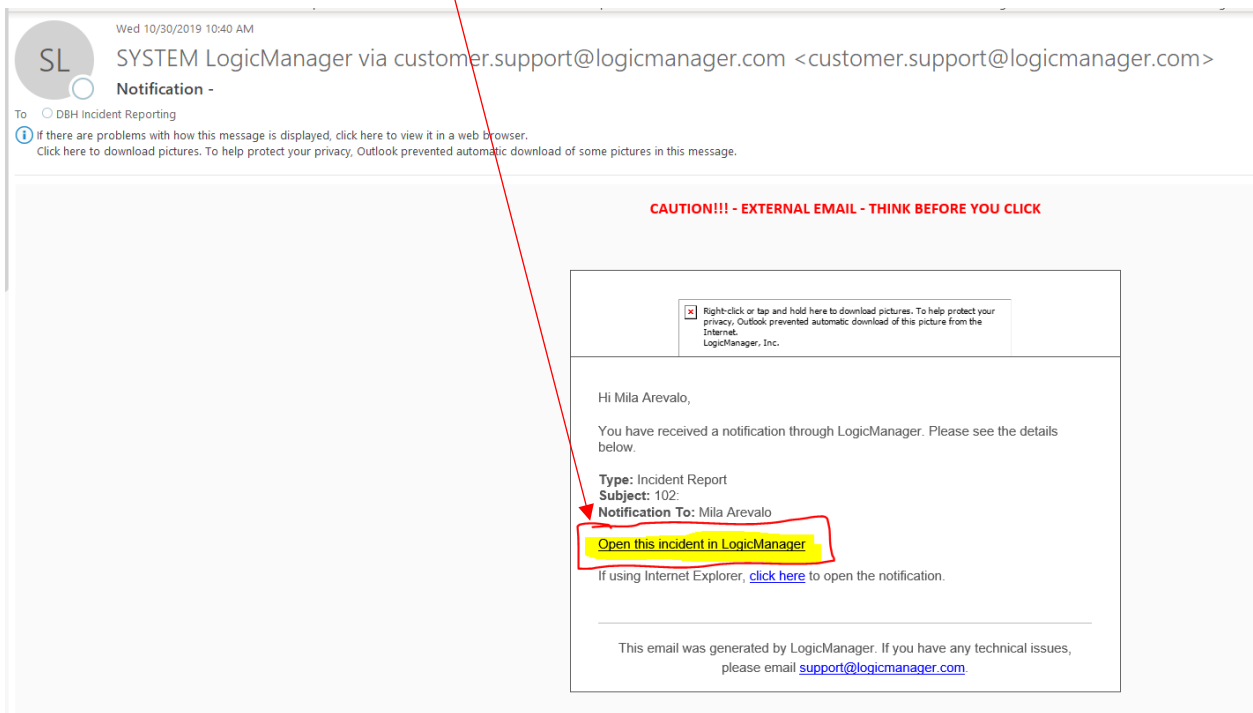 Wed 10/30/2019 10:40 AM
SL
SYSTEM LogicManager via customer.support@logicmanager.com <customer.support@logicmanager.com>
Notification -
To DBH Incident Reporting
If there are problems with how this message is displayed, click here to view it in a web browser.
Click here to download pictures. To help protect your privacy, Outlook prevented automatic download of some pictures in this message.
CAUTION!!! - EXTERNAL EMAIL - THINK BEFORE YOU CLICK
Right-click or tap and hold here to download pictures. To help protect your
privacy, Outlook prevented automatic download of this picture from the
Internet.
LogicManager, Inc.
Hi Mila Arevalo,
You have received a notification through LogicManager. Please see the details
below.
Type: Incident Report
Subject: 102:
Notification To: Mila Arevalo
Open this incident in LogicManager
If using Internet Explorer, click here to open the notification.
This email was generated by LogicManager. If you have any technical issues,
please email support@logicmanager.com.